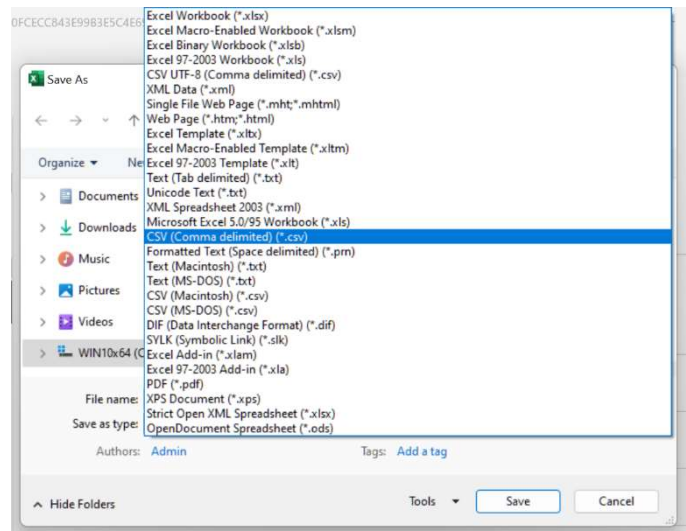 0FCECC843E99B3E5C4E6
Excel Workbook (*.xlsx)
Excel Macro-Enabled Workbook (*.xlsm)
Excel Binary Workbook (*.xlsb)
Excel 97-2003 Workbook (*.xls)
CSV UTF-8 (Comma delimited) (*.csv)
XML Data (*.xml)
Single File Web Page (*.mht;*.mhtml)
Web Page (*.htm;*.html)
Excel Template (*.xltx)
Excel Macro-Enabled Template (*.xltm)
Excel 97-2003 Template (*.xlt)
Text (Tab delimited) (*.txt)
Unicode Text (*.txt)
XML Spreadsheet 2003 (*.xml)
Microsoft Excel 5.0/95 Workbook (*.xls)
CSV (Comma delimited) (*.csv)
Formatted Text (Space delimited) (*.prn)
Text (Macintosh) (*.txt)
Text (MS-DOS) (*.txt)
CSV (Macintosh) (*.csv)
CSV (MS-DOS) (*.csv)
DIF (Data Interchange Format) (*.dif)
SYLK (Symbolic Link) (*.slk)
Excel Add-in (*.xlam)
Excel 97-2003 Add-in (*.xla)
PDF (*.pdf)
XPS Document (*.xps)
Strict Open XML Spreadsheet (*.xlsx)
OpenDocument Spreadsheet (*.ods)
Save As
Organize Ne
Documents
Downloads
Music
Pictures
Videos
WIN10x64 (C
File name:
Save as type:
Authors: Admin Tags: Add a tag
Hide Folders Tools Save Cancel